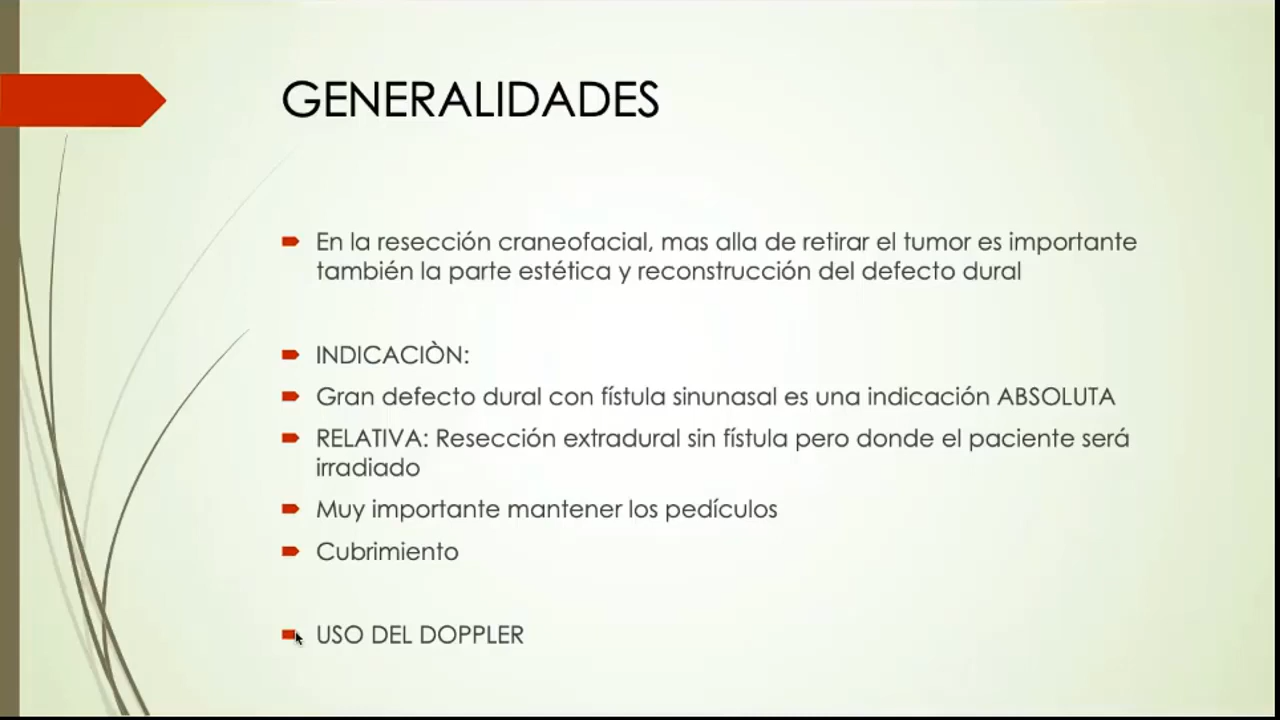 GENERALIDADES
En la resección craneofacial, mas alla de retirar el tumor es importante
también la parte estética y reconstrucción del defecto dural
INDICACIÒN:
Gran defecto dural con fístula sinunasal es una indicación ABSOLUTA
RELATIVA: Resección extradural sin fístula pero donde el paciente será
irradiado
Muy importante mantener los pedículos
Cubrimiento
USO DEL DOPPLER